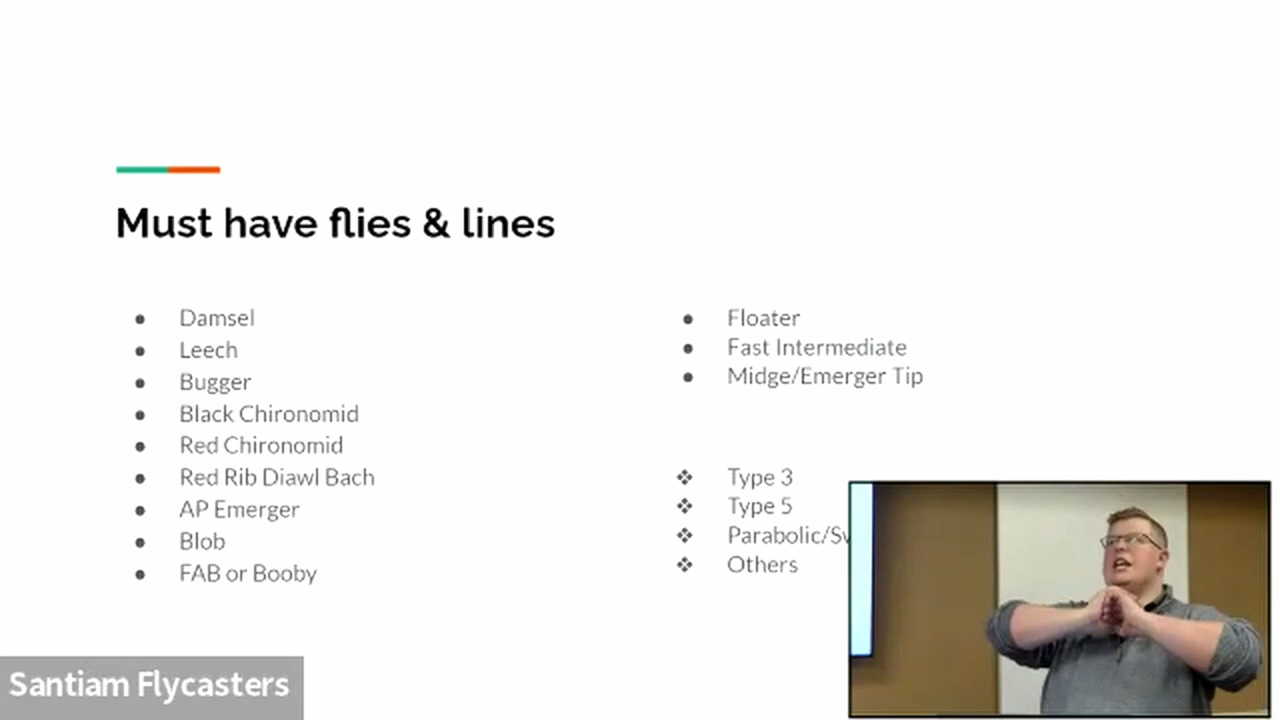 Must have flies & lines
Damsel
Leech
Bugger
Black Chironomid
Red Chironomid
Red Rib Diawl Bach
AP Emerger
Blob
FAB or Booby
Floater
Fast Intermediate
Midge/Emerger Tip
Type 3
Type 5
Parabolic/
Others
Santiam Flycasters